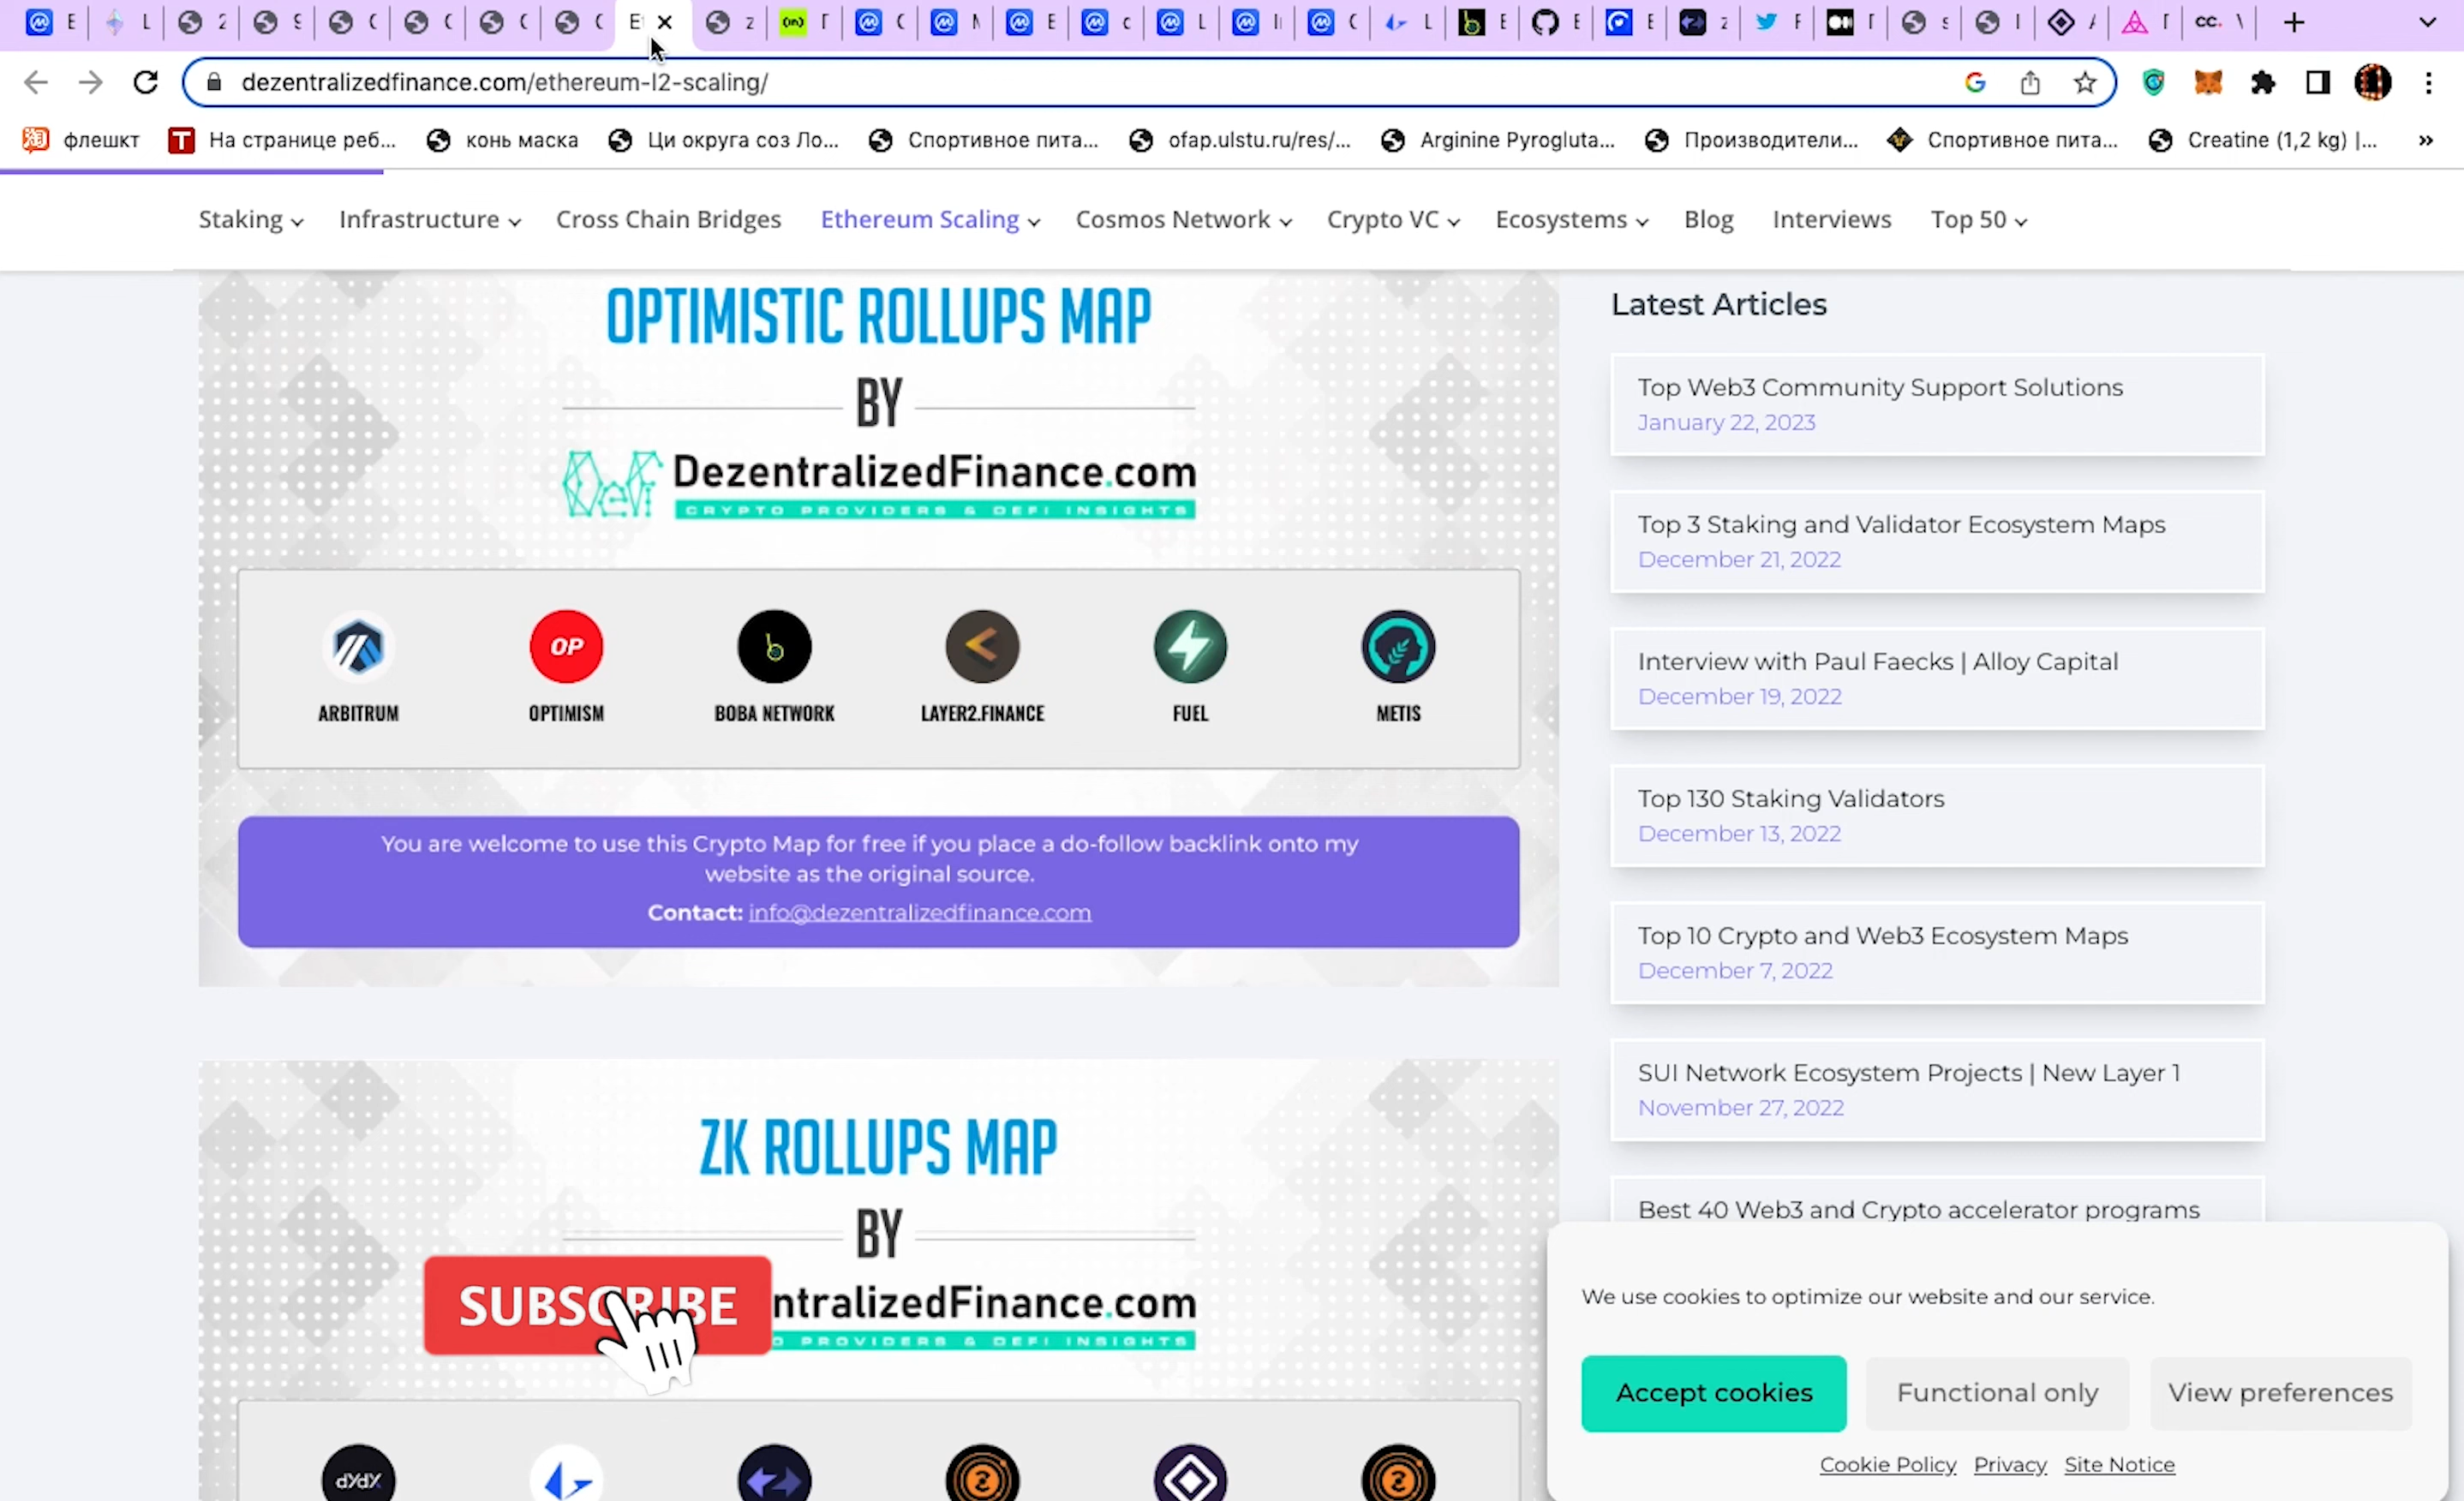 dezentralizedfinance.com/ethereum-l2-scaling/
флешкт
На странице реб...
конь маска
Ци округа соз Ло...
Спортивное пита...
ofap.ulstu.ru/res/...
Arginine Pyrogluta...
Производители...
Спортивное пита...
Creatine (1,2 kg) |...
Staking
Infrastructure
Cross Chain Bridges
Ethereum Scaling
Cosmos Network
Crypto VC
Ecosystems
Blog
Interviews
Top 50
OPTIMISTIC ROLLUPS MAP
BY
DezentralizedFinance.com
CRYPTO PROVIDERS & DEFI INSIGHTS
OP
ARBITRUM
OPTIMISM
BOBA NETWORK
LAYER2.FINANCE
FUEL
METIS
You are welcome to use this Crypto Map for free if you place a do-follow backlink onto my
website as the original source.
Contact: info@dezentralizedfinance.com
ZK ROLLUPS MAP
BY
SUBSCRIBE
ntralizedFinance.com
PROVIDERS & DEFI INSIGHTS
dYdX
Latest Articles
Top Web3 Community Support Solutions
January 22, 2023
Top 3 Staking and Validator Ecosystem Maps
December 21, 2022
Interview with Paul Faecks | Alloy Capital
December 19, 2022
Top 130 Staking Validators
December 13, 2022
Top 10 Crypto and Web3 Ecosystem Maps
December 7, 2022
SUI Network Ecosystem Projects | New Layer 1
November 27, 2022
Best 40 Web3 and Crypto accelerator programs
We use cookies to optimize our website and our service.
Accept cookies
Functional only
View preferences
Cookie Policy
Privacy
Site Notice